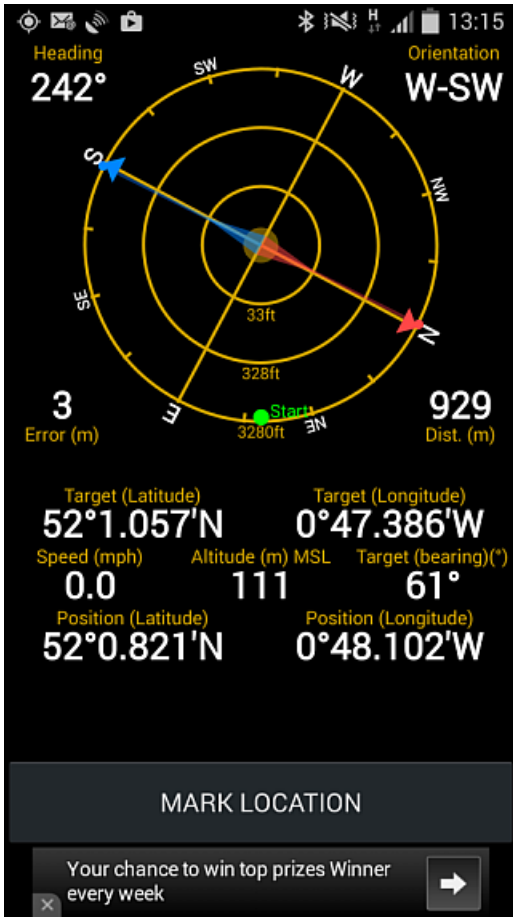 H 13:15
Heading
242°
Orientation
W-SW
SW
W
S
NW
SE
33ft
N
328ft
E
Start
NE
3280ft
3
Error (m)
929
Dist. (m)
Target (Latitude)
Target (Longitude)
52°1.057'N
0°47.386'W
Speed (mph)
Altitude (m) MSL
Target (bearing)(°)
0.0
111
61°
Position (Latitude)
Position (Longitude)
52°0.821'N
0°48.102'W
MARK LOCATION
Your chance to win top prizes Winner
every week